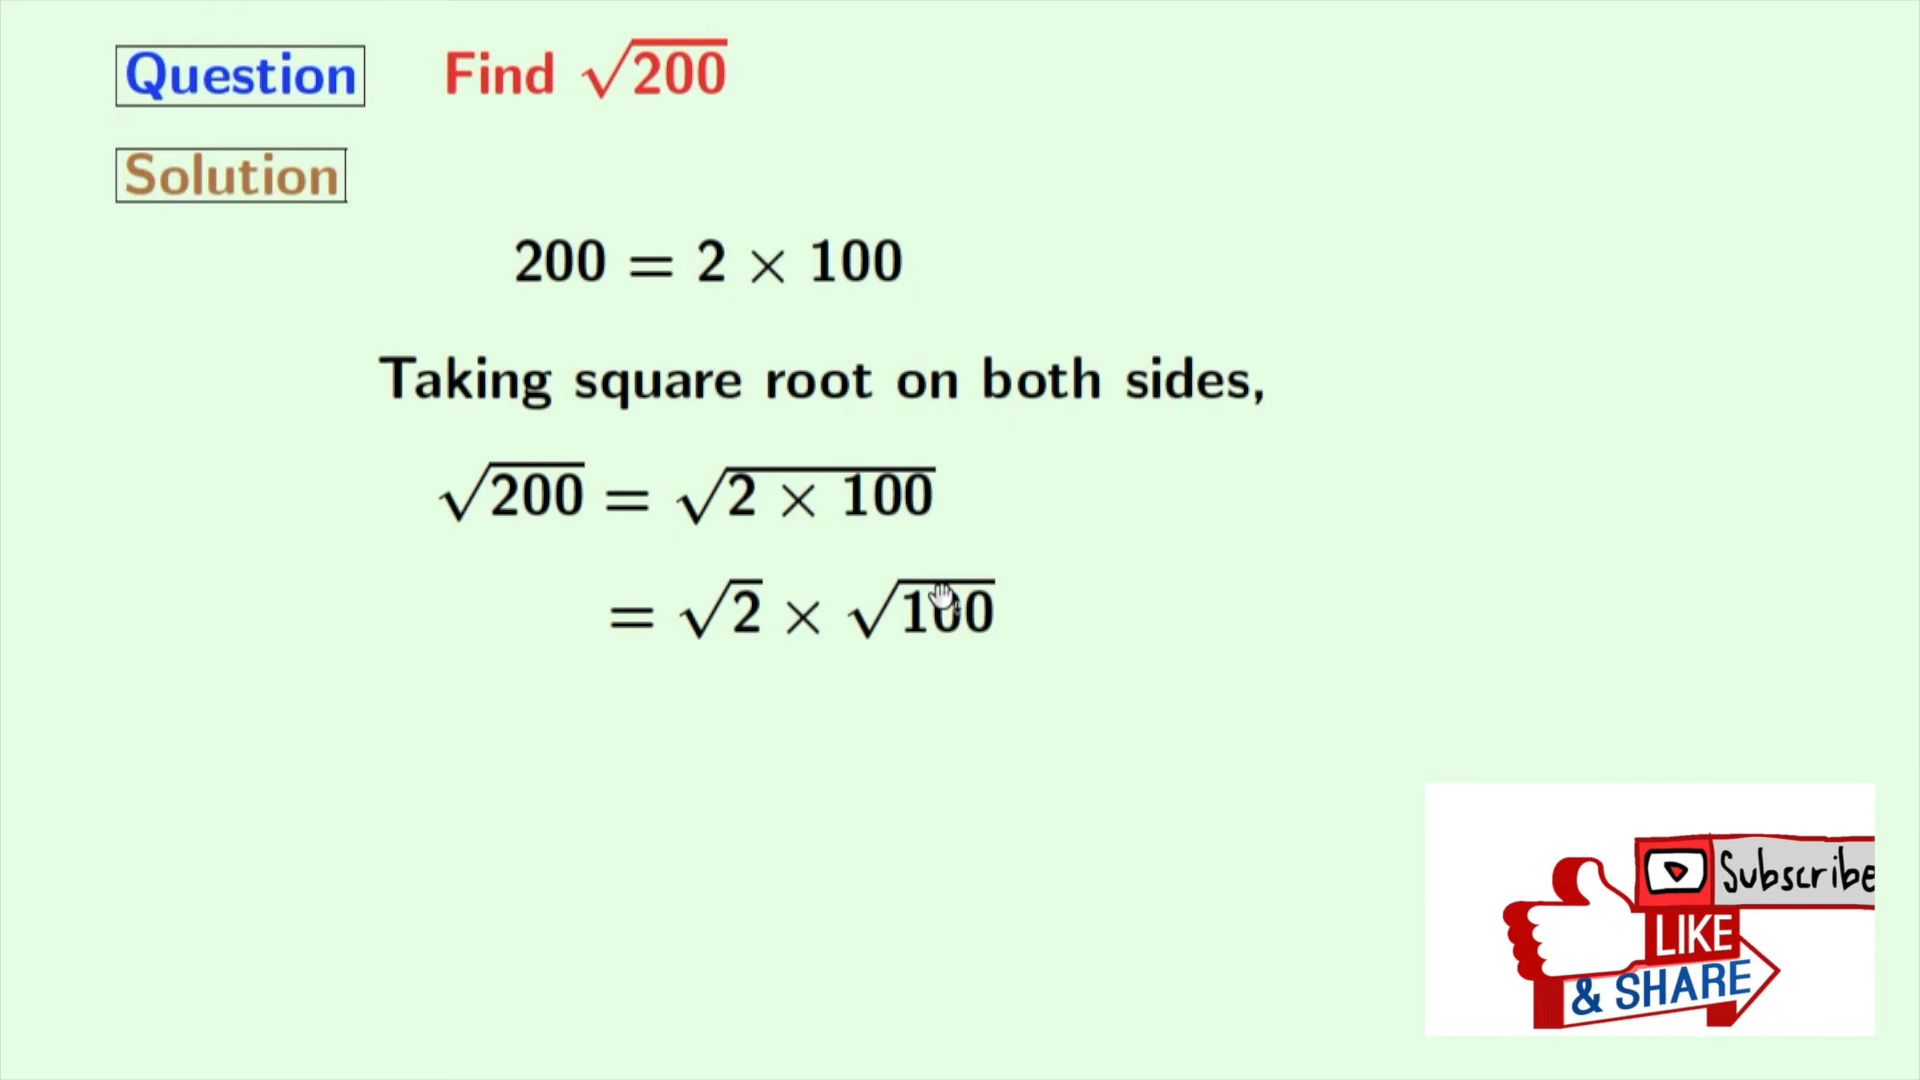 Question Find √200
Solution
200 = 2 × 100
Taking square root on both sides,
√200 = √2 × 100
= √2 × √100
Subscribe
LIKE
& SHARE